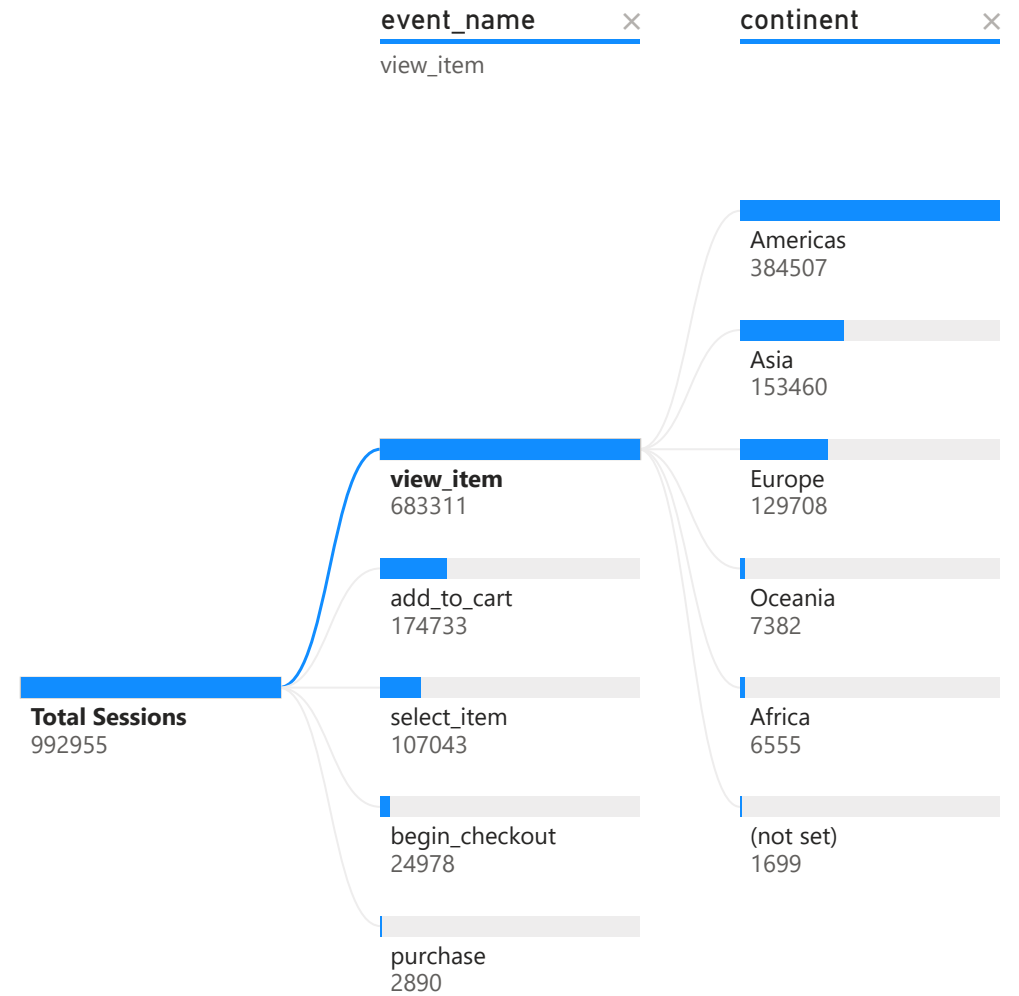 event_name
continent
view_item
Americas
384507
Asia
153460
view_item
683311
Europe
129708
add_to_cart
174733
Oceania
7382
Total Sessions
992955
select_item
107043
Africa
6555
begin_checkout
24978
(not set)
1699
purchase
2890